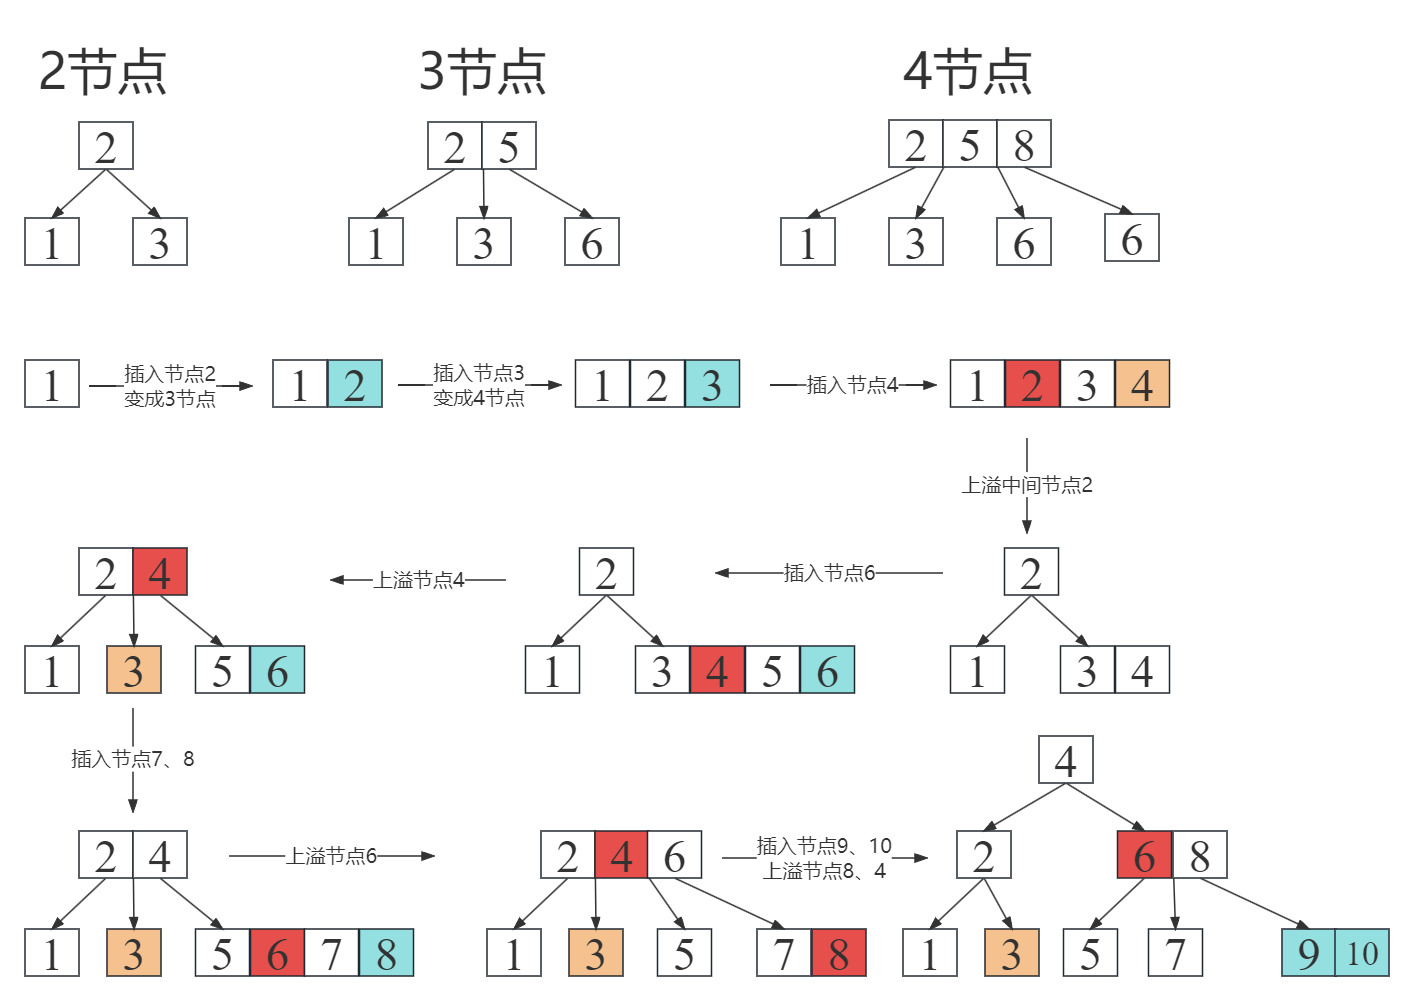 2节点 3节点 4节点
2 2 5 2 5 8
1 3 1 3 6 1 3 6 6
1 插入节点2 变成3节点 1 2 插入节点3 变成4节点 1 2 3 插入节点4 1 2 3 4
上溢中间节点2
2 4 上溢节点4 2 插入节点6 2
1 3 5 6 1 3 4 5 6 1 3 4
插入节点7、8
4
2 4 上溢节点6 2 4 6 插入节点9、10 上溢节点8、4 2 6 8
1 3 5 6 7 8 1 3 5 7 8 1 3 5 7 9 10